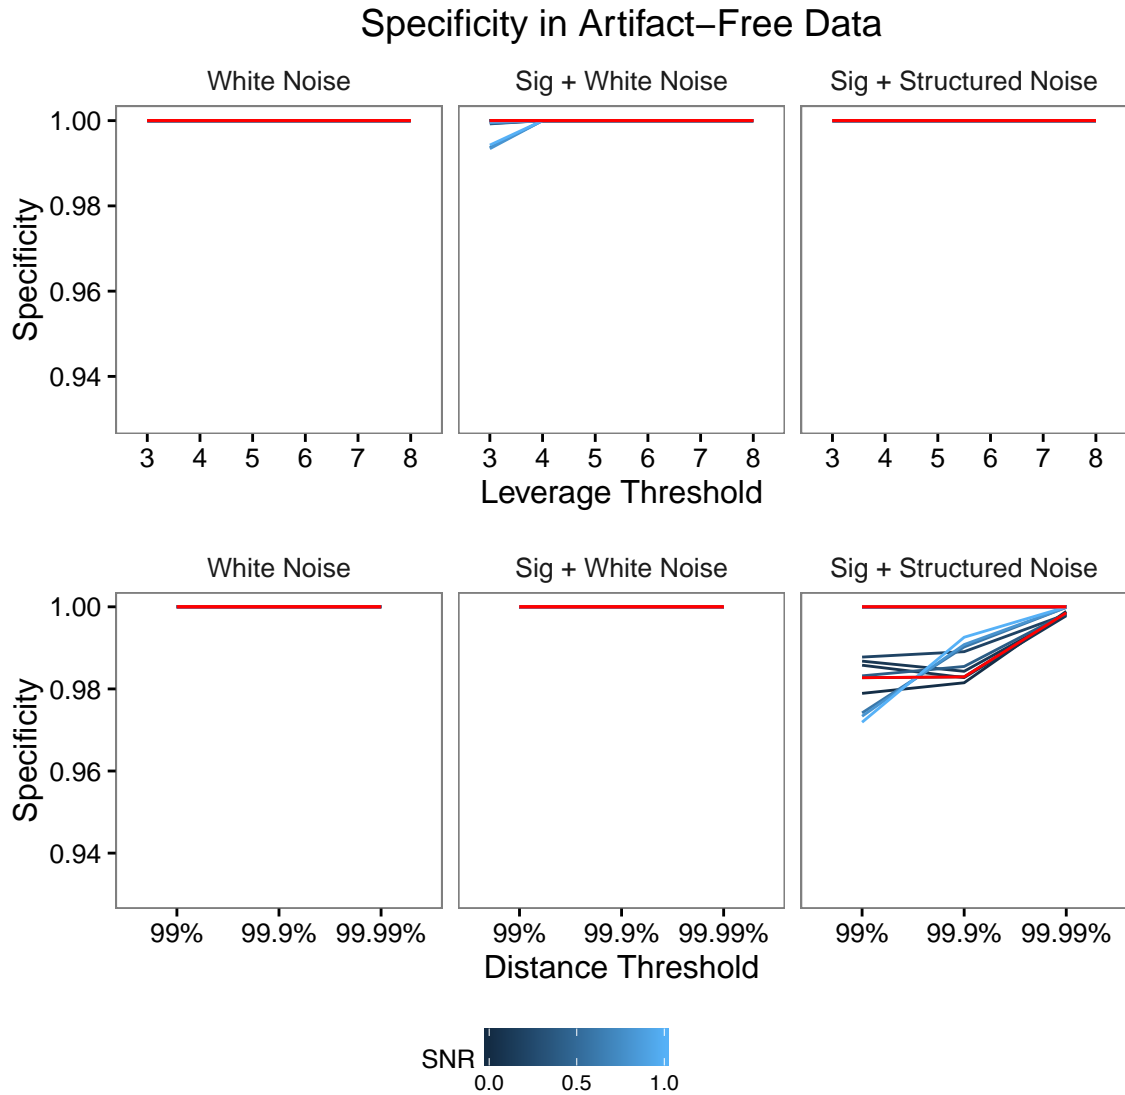 Specificity in Artifact−Free Data
White Noise
Sig + White Noise
Sig + Structured Noise
Specificity
1.00
0.98
0.96
0.94
3 4 5 6 7 8
3 4 5 6 7 8
3 4 5 6 7 8
Leverage Threshold
White Noise
Sig + White Noise
Sig + Structured Noise
Specificity
1.00
0.98
0.96
0.94
99% 99.9% 99.99%
99% 99.9% 99.99%
99% 99.9% 99.99%
Distance Threshold
SNR
0.0 0.5 1.0